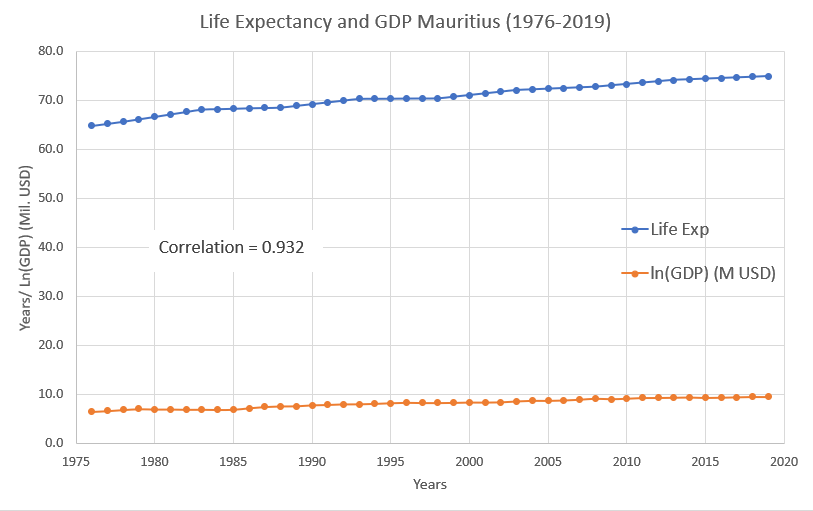 Life Expectancy and GDP Mauritius (1976-2019)
80.0
70.0
60.0
50.0
40.0
30.0
20.0
10.0
0.0
Years/ Ln(GDP) (Mil. USD)
Correlation = 0.932
Life Exp
ln(GDP) (M USD)
1975 1980 1985 1990 1995 2000 2005 2010 2015 2020
Years